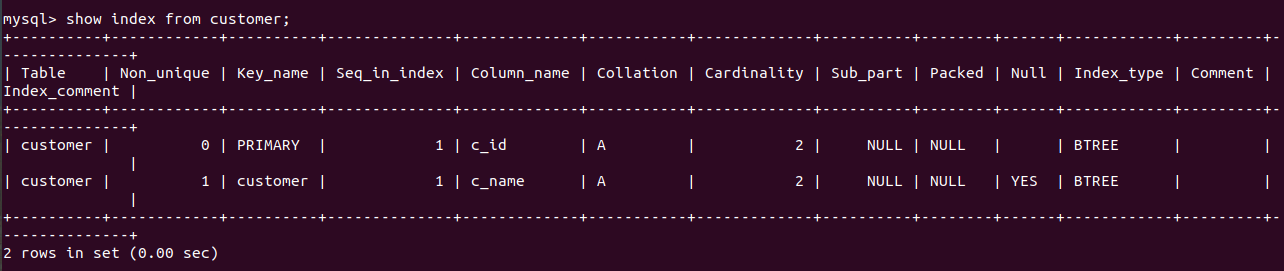 mysql> show index from customer;
+----------+------------+----------+--------------+-------------+-----------+-------------+----------+--------+------+------------+---------+-
--------------+
| Table    | Non_unique | Key_name | Seq_in_index | Column_name | Collation | Cardinality | Sub_part | Packed | Null | Index_type | Comment |
Index_comment |
+----------+------------+----------+--------------+-------------+-----------+-------------+----------+--------+------+------------+---------+-
--------------+
| customer |          0 | PRIMARY  |            1 | c_id        | A         |           2 |     NULL | NULL   |      | BTREE      |         |
              |
| customer |          1 | customer |            1 | c_name      | A         |           2 |     NULL | NULL   | YES  | BTREE      |         |
              |
+----------+------------+----------+--------------+-------------+-----------+-------------+----------+--------+------+------------+---------+-
--------------+
2 rows in set (0.00 sec)